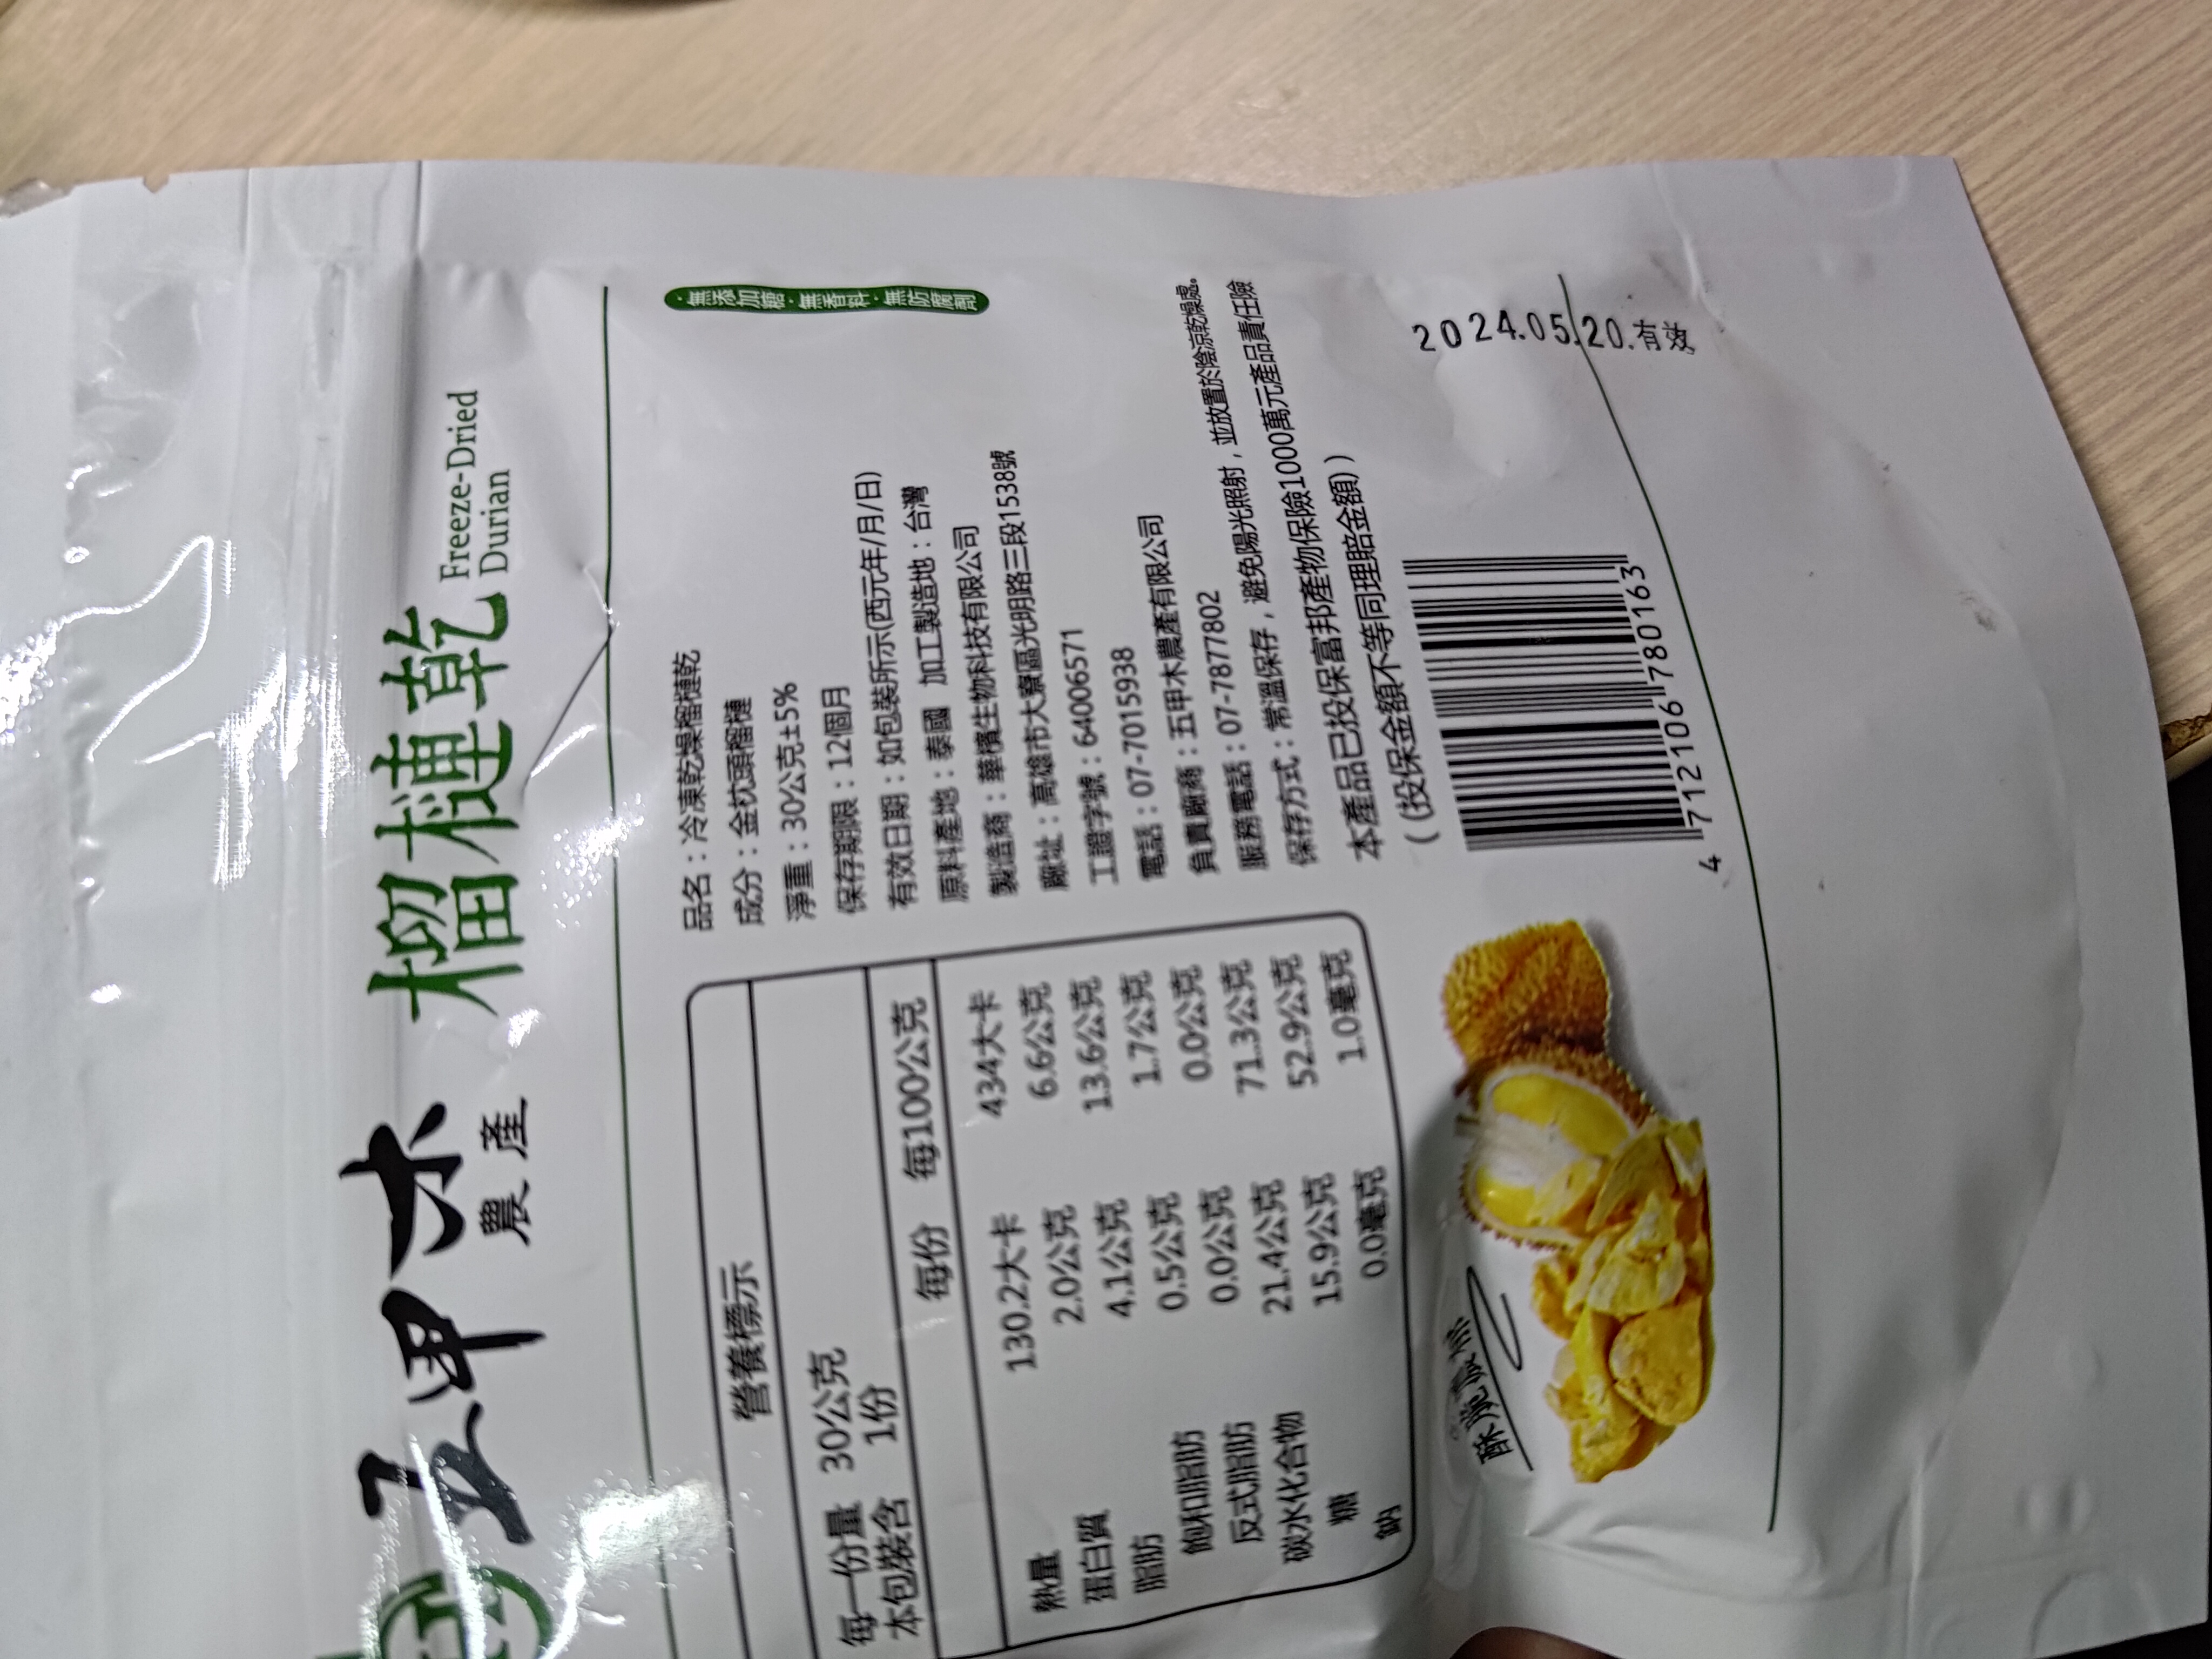 五甲木
農產
榴槤乾
Freeze-Dried
Durian
·無添加糖·無香料·無防腐劑
營養標示
每一份量 30公克
本包裝含 1份
每份 每100公克
熱量 130.2大卡 434大卡
蛋白質 2.0公克 6.6公克
脂肪 4.1公克 13.6公克
飽和脂肪 0.5公克 1.7公克
反式脂肪 0.0公克 0.0公克
碳水化合物 21.4公克 71.3公克
糖 15.9公克 52.9公克
鈉 0.0毫克 1.0毫克
品名：冷凍乾燥榴槤乾
成分：金枕頭榴槤
淨重：30公克±5%
保存期限：12個月
有效日期：如包裝所示(西元年/月/日)
原料產地：泰國 加工製造地：台灣
製造商：華檳生物科技有限公司
廠址：高雄市大寮區光明路三段1538號
工證字號：64006571
電話：07-7015938
負責廠商：五甲木農產有限公司
服務電話：07-7877802
保存方式：常溫保存，避免陽光照射，並放置於陰涼乾燥處。
本產品已投保富邦產物保險1000萬元產品責任險
（(投保金額不等同理賠金額)）
4 712106 780163
2024.05.20.有效
酥脆